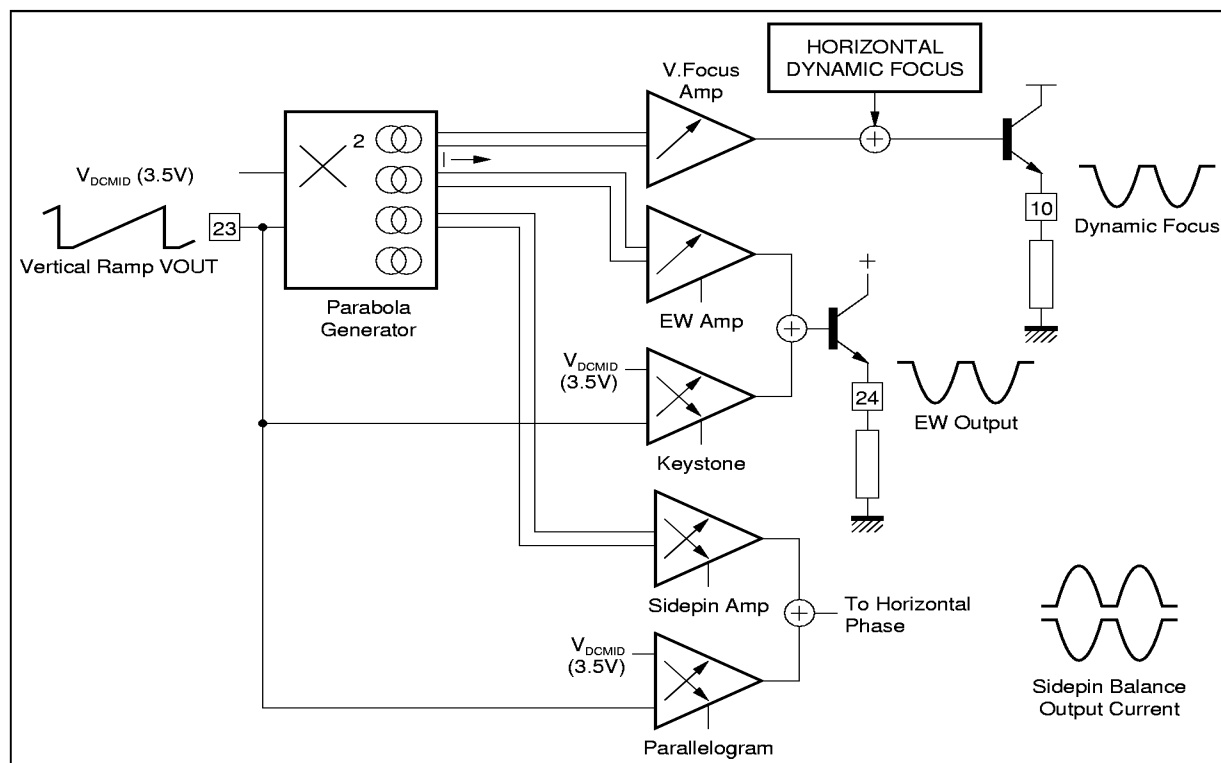 HORIZONTAL
DYNAMIC FOCUS
V.Focus
Amp
2
I
VDCMID (3.5V)
23
Vertical Ramp VOUT
Parabola
Generator
10
Dynamic Focus
EW Amp
VDCMID
(3.5V)
24
EW Output
Keystone
Sidepin Amp
To Horizontal
Phase
VDCMID
(3.5V)
Sidepin Balance
Output Current
Parallelogram